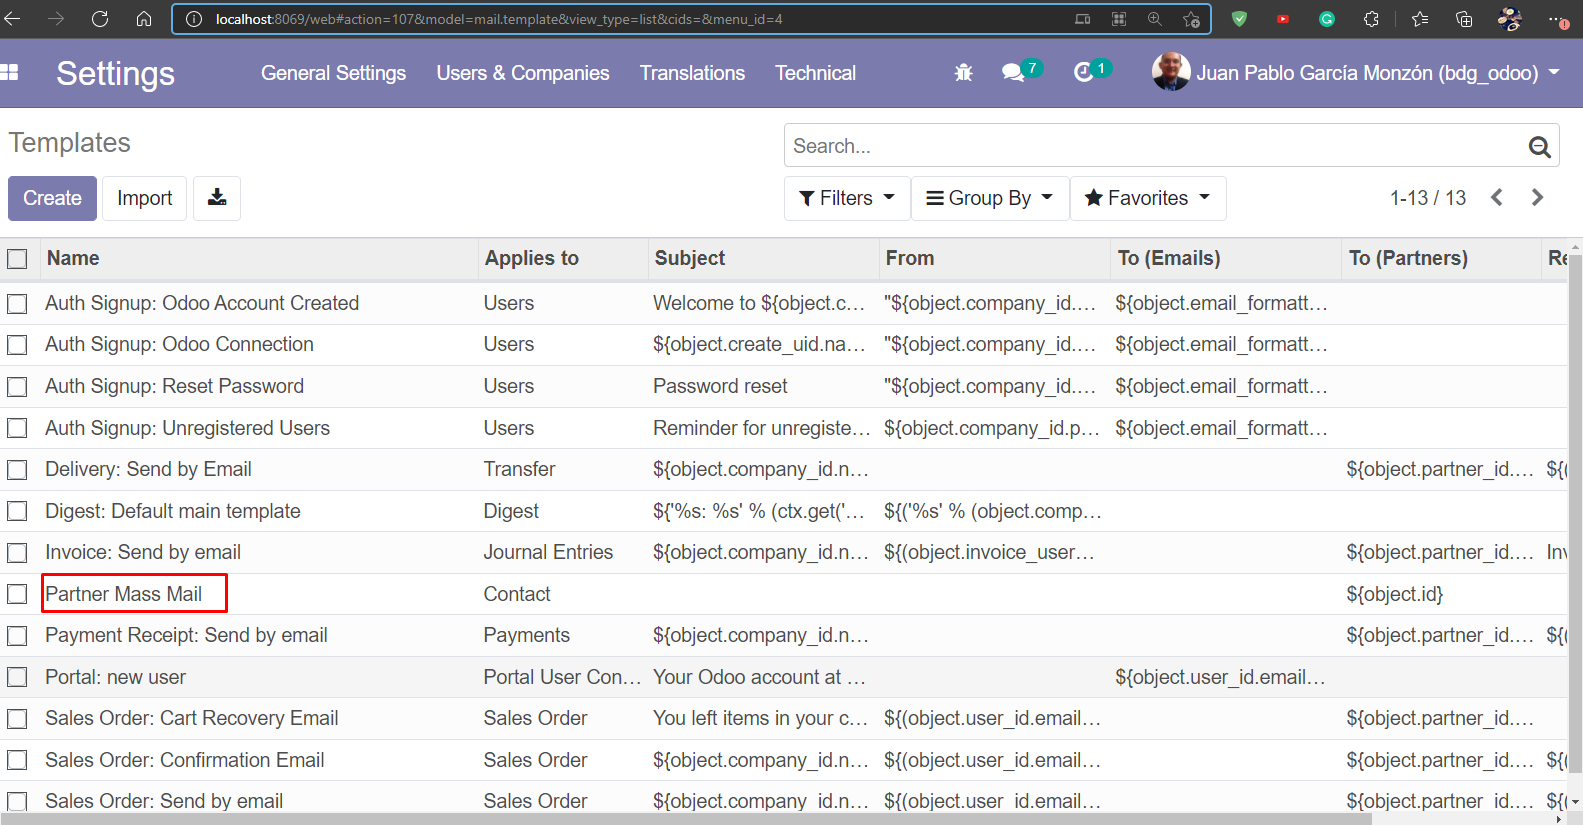 localhost:8069/web#action=107&model=mail.template&view_type=list&cids=&menu_id=4
Settings General Settings Users & Companies Translations Technical 7 1 Juan Pablo García Monzón (bdg_odoo)
Templates Search...
Create Import Filters Group By Favorites 1-13 / 13
Name Applies to Subject From To (Emails) To (Partners) Re
Auth Signup: Odoo Account Created Users Welcome to ${object.c... "${object.company_id.... ${object.email_formatt...
Auth Signup: Odoo Connection Users ${object.create_uid.na... "${object.company_id.... ${object.email_formatt...
Auth Signup: Reset Password Users Password reset "${object.company_id.... ${object.email_formatt...
Auth Signup: Unregistered Users Users Reminder for unregiste... ${object.company_id.p... ${object.email_formatt...
Delivery: Send by Email Transfer ${object.company_id.n... ${object.partner_id.... ${(
Digest: Default main template Digest ${'%s: %s' % (ctx.get('... ${('%s' % (object.comp...
Invoice: Send by email Journal Entries ${object.company_id.n... ${(object.invoice_user... ${object.partner_id.... Inv
Partner Mass Mail Contact ${object.id}
Payment Receipt: Send by email Payments ${object.company_id.n... ${object.partner_id.... ${(
Portal: new user Portal User Con... Your Odoo account at ... ${object.user_id.email...
Sales Order: Cart Recovery Email Sales Order You left items in your c... ${(object.user_id.email... ${object.partner_id....
Sales Order: Confirmation Email Sales Order ${object.company_id.n... ${(object.user_id.email... ${object.partner_id.... ${(
Sales Order: Send by email Sales Order ${object.company_id.n... ${(object.user_id.email... ${object.partner_id.... ${(